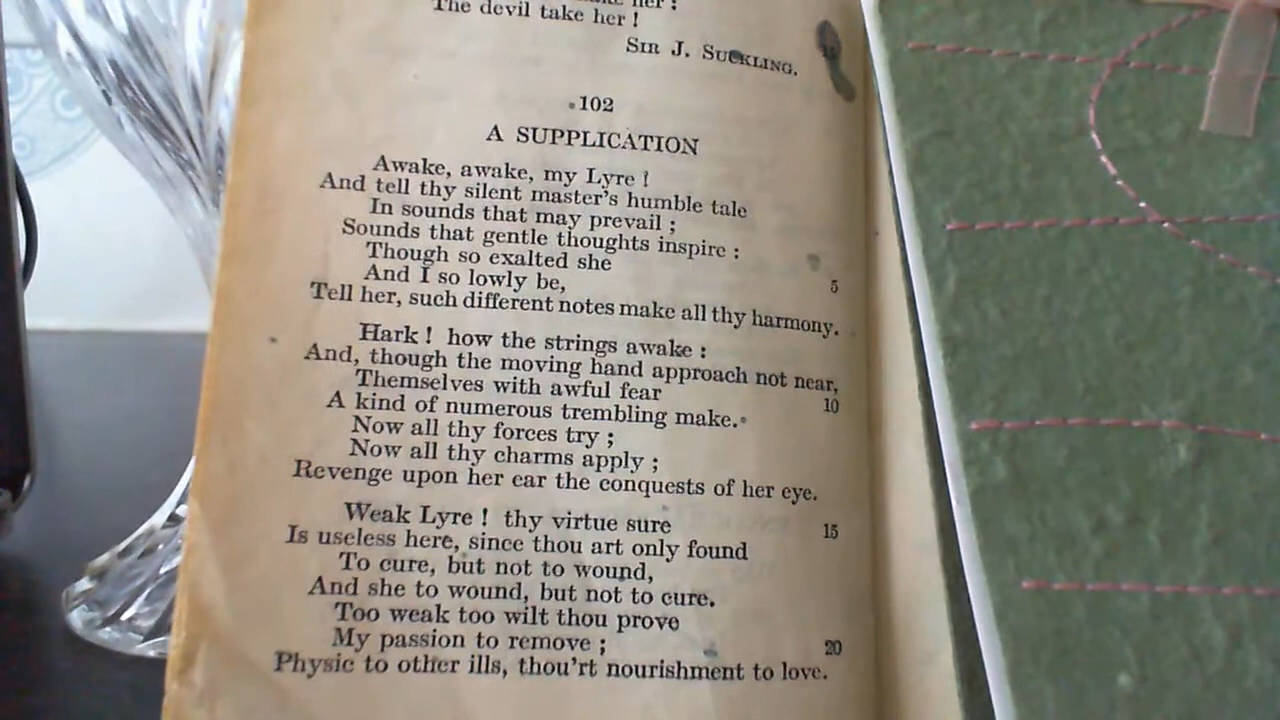 her :
The devil take her !
SIR J. SUCKLING.
102
A SUPPLICATION
Awake, awake, my Lyre !
And tell thy silent master's humble tale
In sounds that may prevail ;
Sounds that gentle thoughts inspire :
Though so exalted she
And I so lowly be,
5
Tell her, such different notes make all thy harmony.
Hark ! how the strings awake :
And, though the moving hand approach not near,
Themselves with awful fear
10
A kind of numerous trembling make.
Now all thy forces try ;
Now all thy charms apply ;
Revenge upon her ear the conquests of her eye.
Weak Lyre ! thy virtue sure
15
Is useless here, since thou art only found
To cure, but not to wound,
And she to wound, but not to cure.
Too weak too wilt thou prove
My passion to remove ;
20
Physic to other ills, thou'rt nourishment to love.